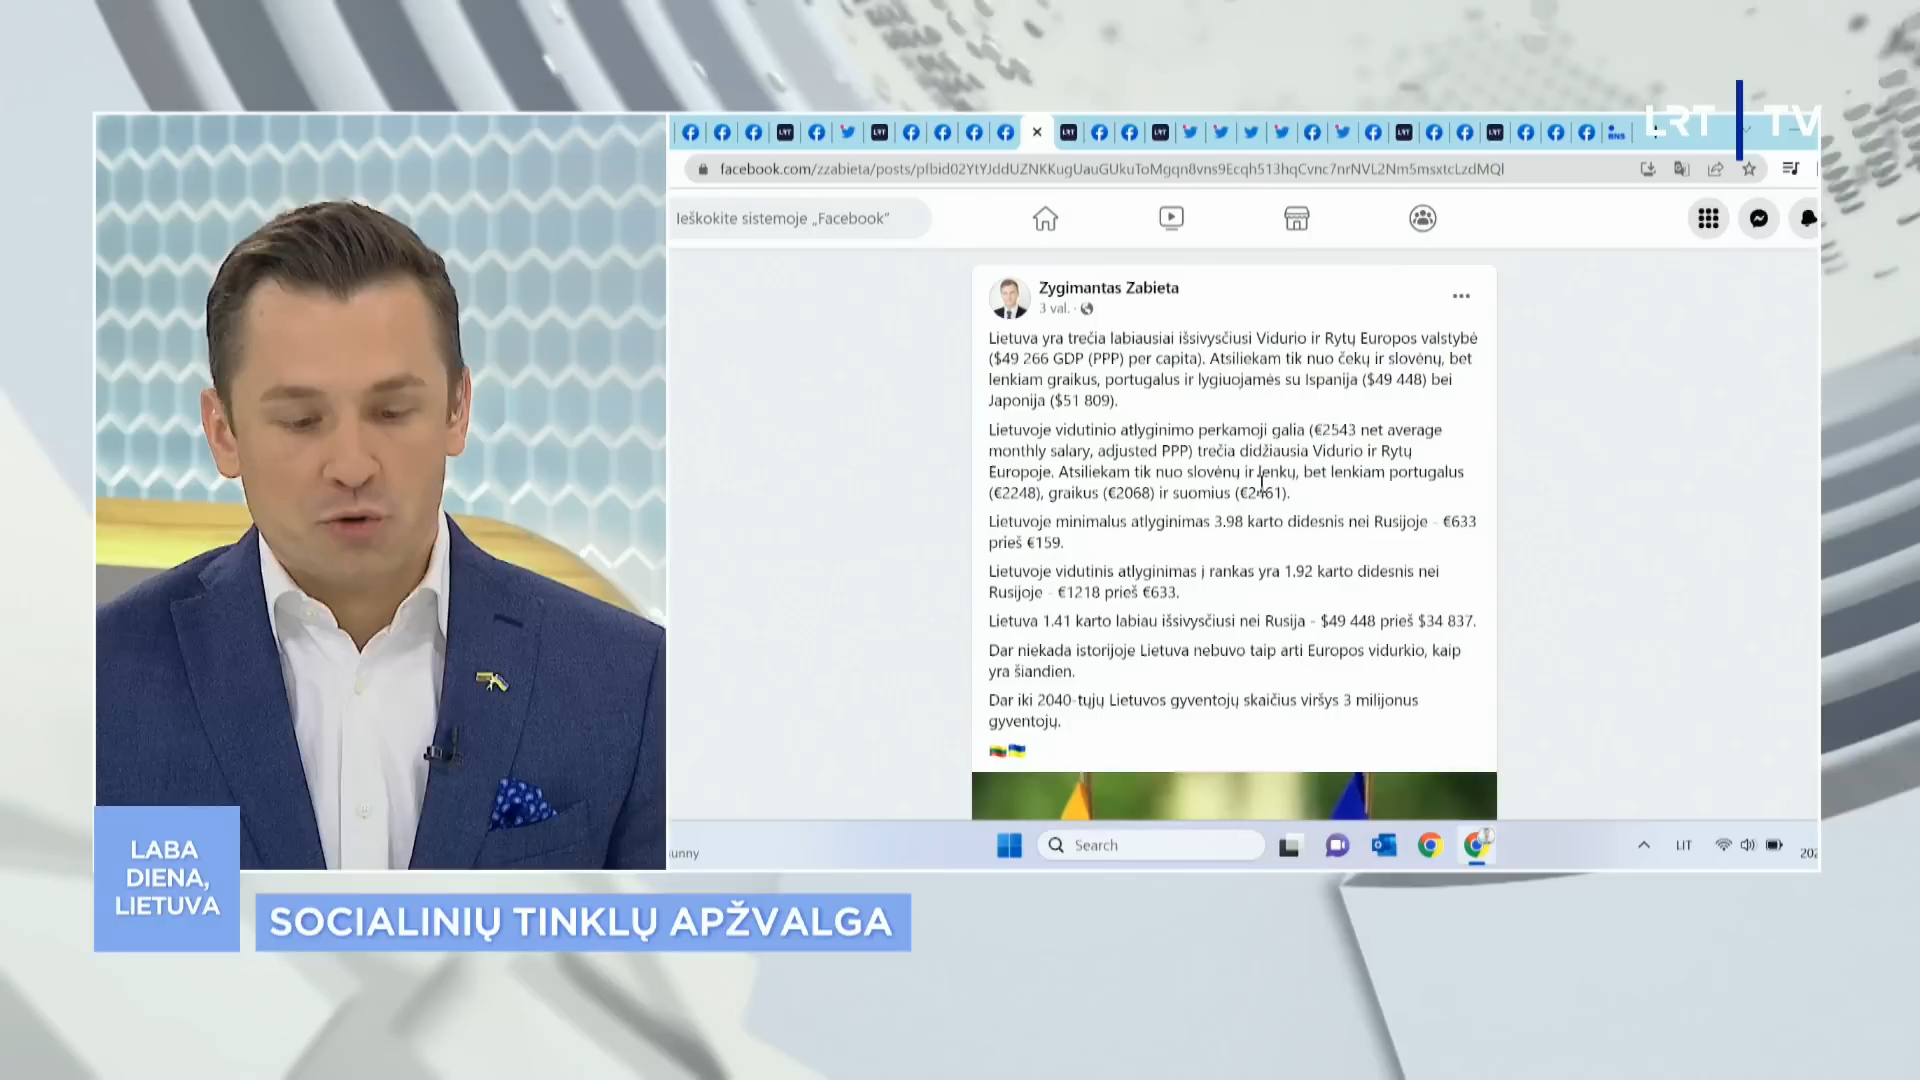 LRT TV
facebook.com/zzabieta/posts/pfbid02YtYJddUZNKKugUauGUkuToMgqn8vns9Ecqh513hqCvnc7nrNVL2Nm5msxtcLzdMQl
Ieškokite sistemoje „Facebook“
Zygimantas Zabieta
3 val.
Lietuva yra trečia labiausiai išsivysčiusi Vidurio ir Rytų Europos valstybė
($49 266 GDP (PPP) per capita). Atsiliekam tik nuo čekų ir slovėnų, bet
lenkiam graikus, portugalus ir lygiuojamės su Ispanija ($49 448) bei
Japonija ($51 809).
Lietuvoje vidutinio atlyginimo perkamoji galia (€2543 net average
monthly salary, adjusted PPP) trečia didžiausia Vidurio ir Rytų
Europoje. Atsiliekam tik nuo slovėnų ir lenkų, bet lenkiam portugalus
(€2248), graikus (€2068) ir suomius (€2461).
Lietuvoje minimalus atlyginimas 3.98 karto didesnis nei Rusijoje - €633
prieš €159.
Lietuvoje vidutinis atlyginimas į rankas yra 1.92 karto didesnis nei
Rusijoje - €1218 prieš €633.
Lietuva 1.41 karto labiau išsivysčiusi nei Rusija - $49 448 prieš $34 837.
Dar niekada istorijoje Lietuva nebuvo taip arti Europos vidurkio, kaip
yra šiandien.
Dar iki 2040-tųjų Lietuvos gyventojų skaičius viršys 3 milijonus
gyventojų.
Search
LIT
unny
LABA
DIENA,
LIETUVA
SOCIALINIŲ TINKLŲ APŽVALGA